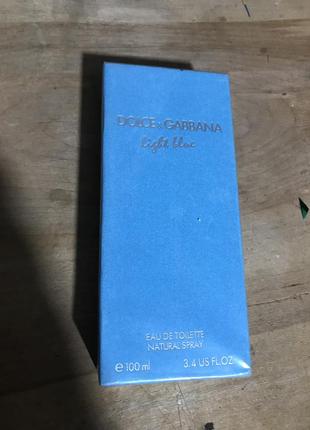 DOLCE & GABBANA
light blue
EAU DE TOILETTE
NATURAL SPRAY
℮ 100 ml 3.4 US FL.OZ